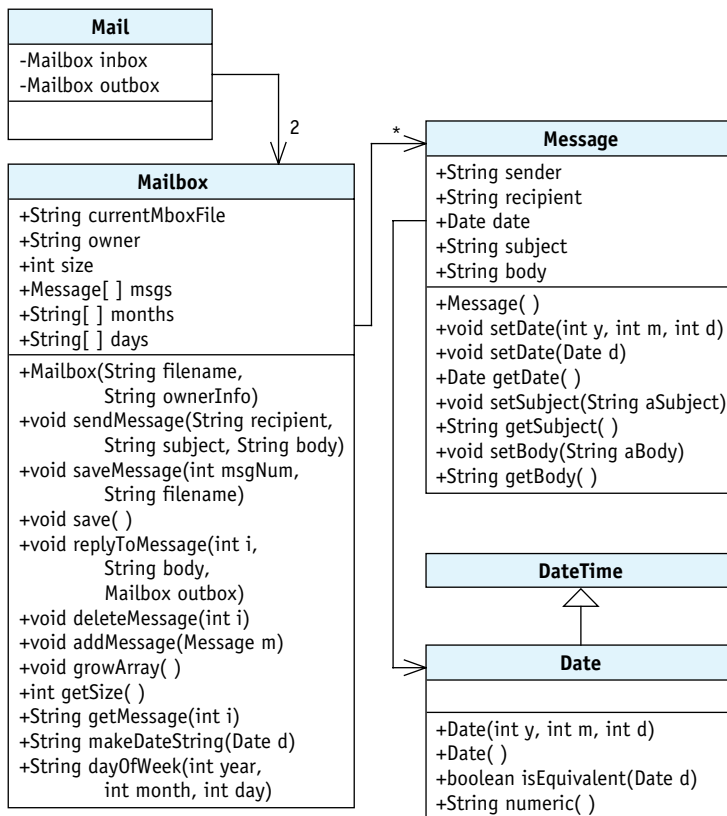 Mail
-Mailbox inbox
-Mailbox outbox
2
Mailbox
+String currentMboxFile
+String owner
+int size
+Message[ ] msgs
+String[ ] months
+String[ ] days
+Mailbox(String filename,
String ownerInfo)
+void sendMessage(String recipient,
String subject, String body)
+void saveMessage(int msgNum,
String filename)
+void save( )
+void replyToMessage(int i,
String body,
Mailbox outbox)
+void deleteMessage(int i)
+void addMessage(Message m)
+void growArray( )
+int getSize( )
+String getMessage(int i)
+String makeDateString(Date d)
+String dayOfWeek(int year,
int month, int day)
*
Message
+String sender
+String recipient
+Date date
+String subject
+String body
+Message( )
+void setDate(int y, int m, int d)
+void setDate(Date d)
+Date getDate( )
+void setSubject(String aSubject)
+String getSubject( )
+void setBody(String aBody)
+String getBody( )
DateTime
Date
+Date(int y, int m, int d)
+Date( )
+boolean isEquivalent(Date d)
+String numeric( )